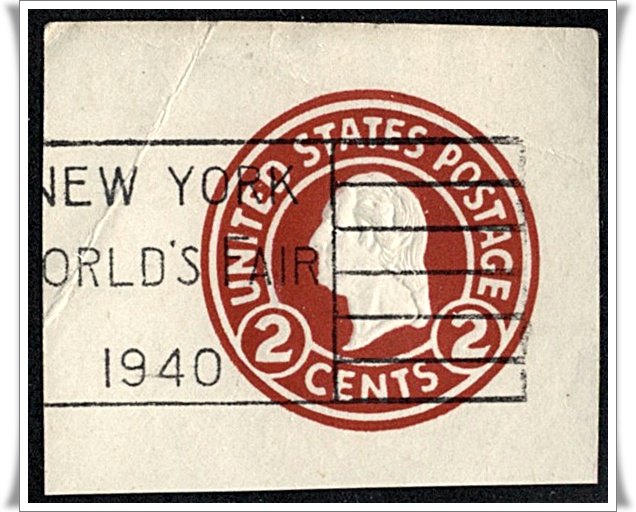 NEW YORK
ORLD'S FAIR
1940
UNITED STATES POSTAGE
2 CENTS 2